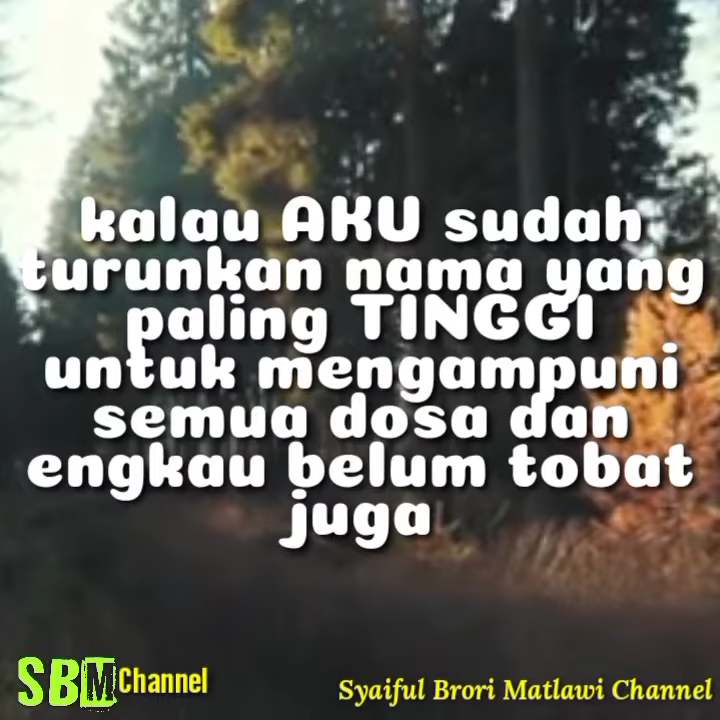 kalau AKU sudah
turunkan nama yang
paling TINGGI
untuk mengampuni
semua dosa dan
engkau belum tobat
juga
SBM Channel
Syaiful Brori Matlawi Channel